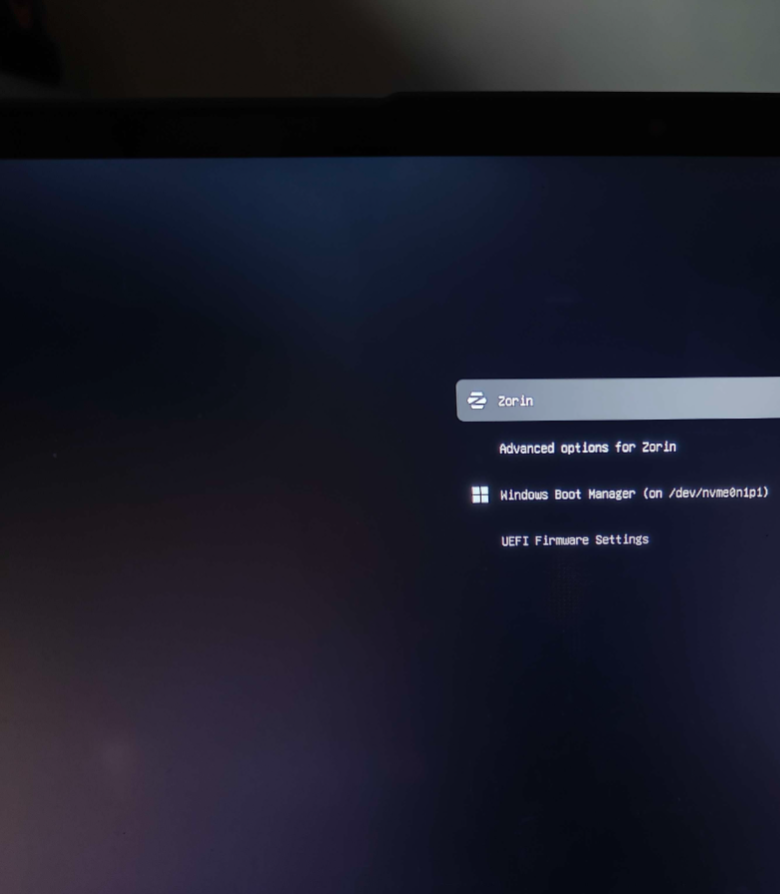 Zorin
Advanced options for Zorin
Windows Boot Manager (on /dev/nvme0n1p1)
UEFI Firmware Settings